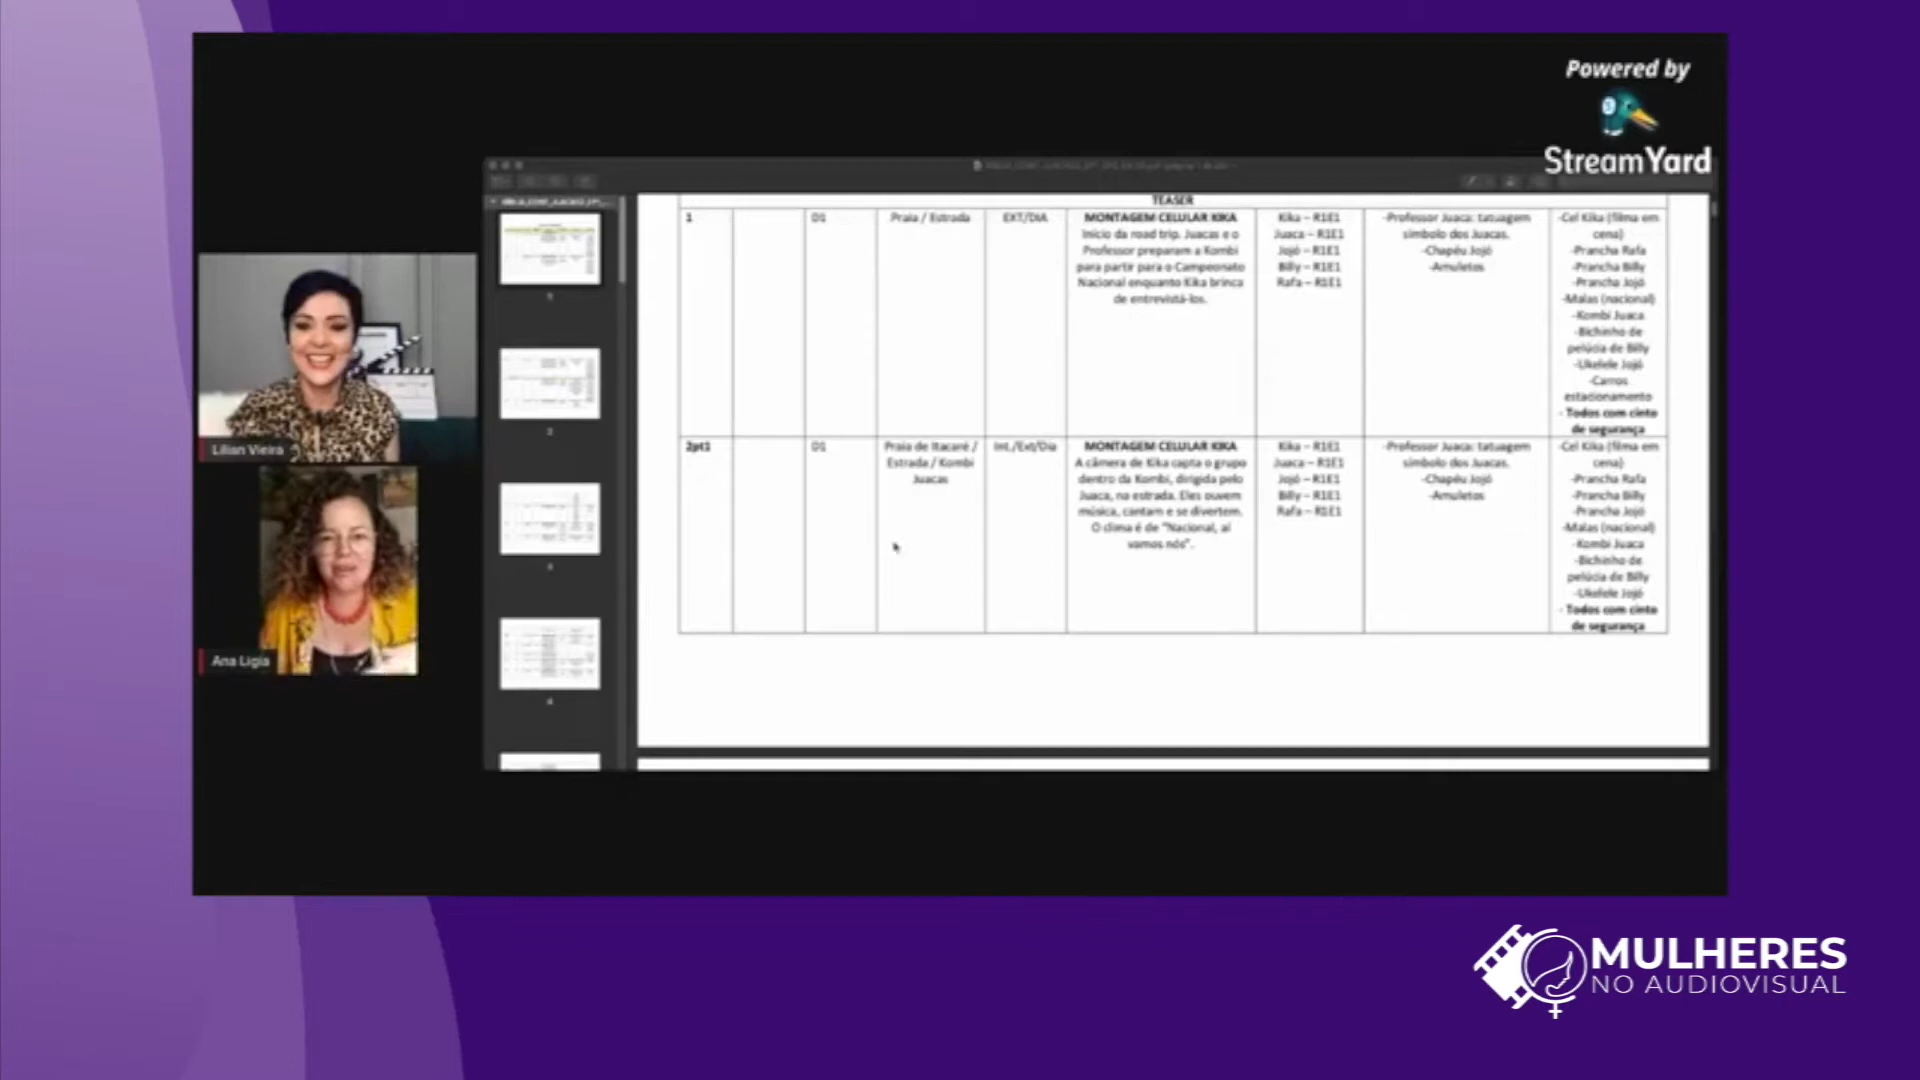 Powered by
StreamYard
TEASER
1
D1
Praia / Estrada
EXT/DIA
MONTAGEM CELULAR KIKA
Início da road trip. Juacas e o
Professor preparam a Kombi
para partir para o Campeonato
Nacional enquanto Kika brinca
de entrevistá-los.
Kika – R1E1
Juaca – R1E1
Jojó – R1E1
Billy – R1E1
Rafa – R1E1
-Professor Juaca: tatuagem
símbolo dos Juacas.
-Chapéu Jojó
-Amuletos
-Cel Kika (filma em
cena)
-Prancha Rafa
-Prancha Billy
-Prancha Jojó
-Malas (nacional)
-Kombi Juaca
-Bichinho de
pelúcia de Billy
-Ukelele Jojó
-Carros
estacionamento
- Todos com cinto
de segurança
2pt1
D1
Praia de Itacaré /
Estrada / Kombi
Juacas
Int./Ext/Dia
MONTAGEM CELULAR KIKA
A câmera de Kika capta o grupo
dentro da Kombi, dirigida pelo
Juaca, na estrada. Eles ouvem
música, cantam e se divertem.
O clima é de "Nacional, aí
vamos nós".
Kika – R1E1
Juaca – R1E1
Jojó – R1E1
Billy – R1E1
Rafa – R1E1
-Professor Juaca: tatuagem
símbolo dos Juacas.
-Chapéu Jojó
-Amuletos
-Cel Kika (filma em
cena)
-Prancha Rafa
-Prancha Billy
-Prancha Jojó
-Malas (nacional)
-Kombi Juaca
-Bichinho de
pelúcia de Billy
-Ukelele Jojó
- Todos com cinto
de segurança
Lilian Vieira
Ana Ligia
MULHERES
NO AUDIOVISUAL